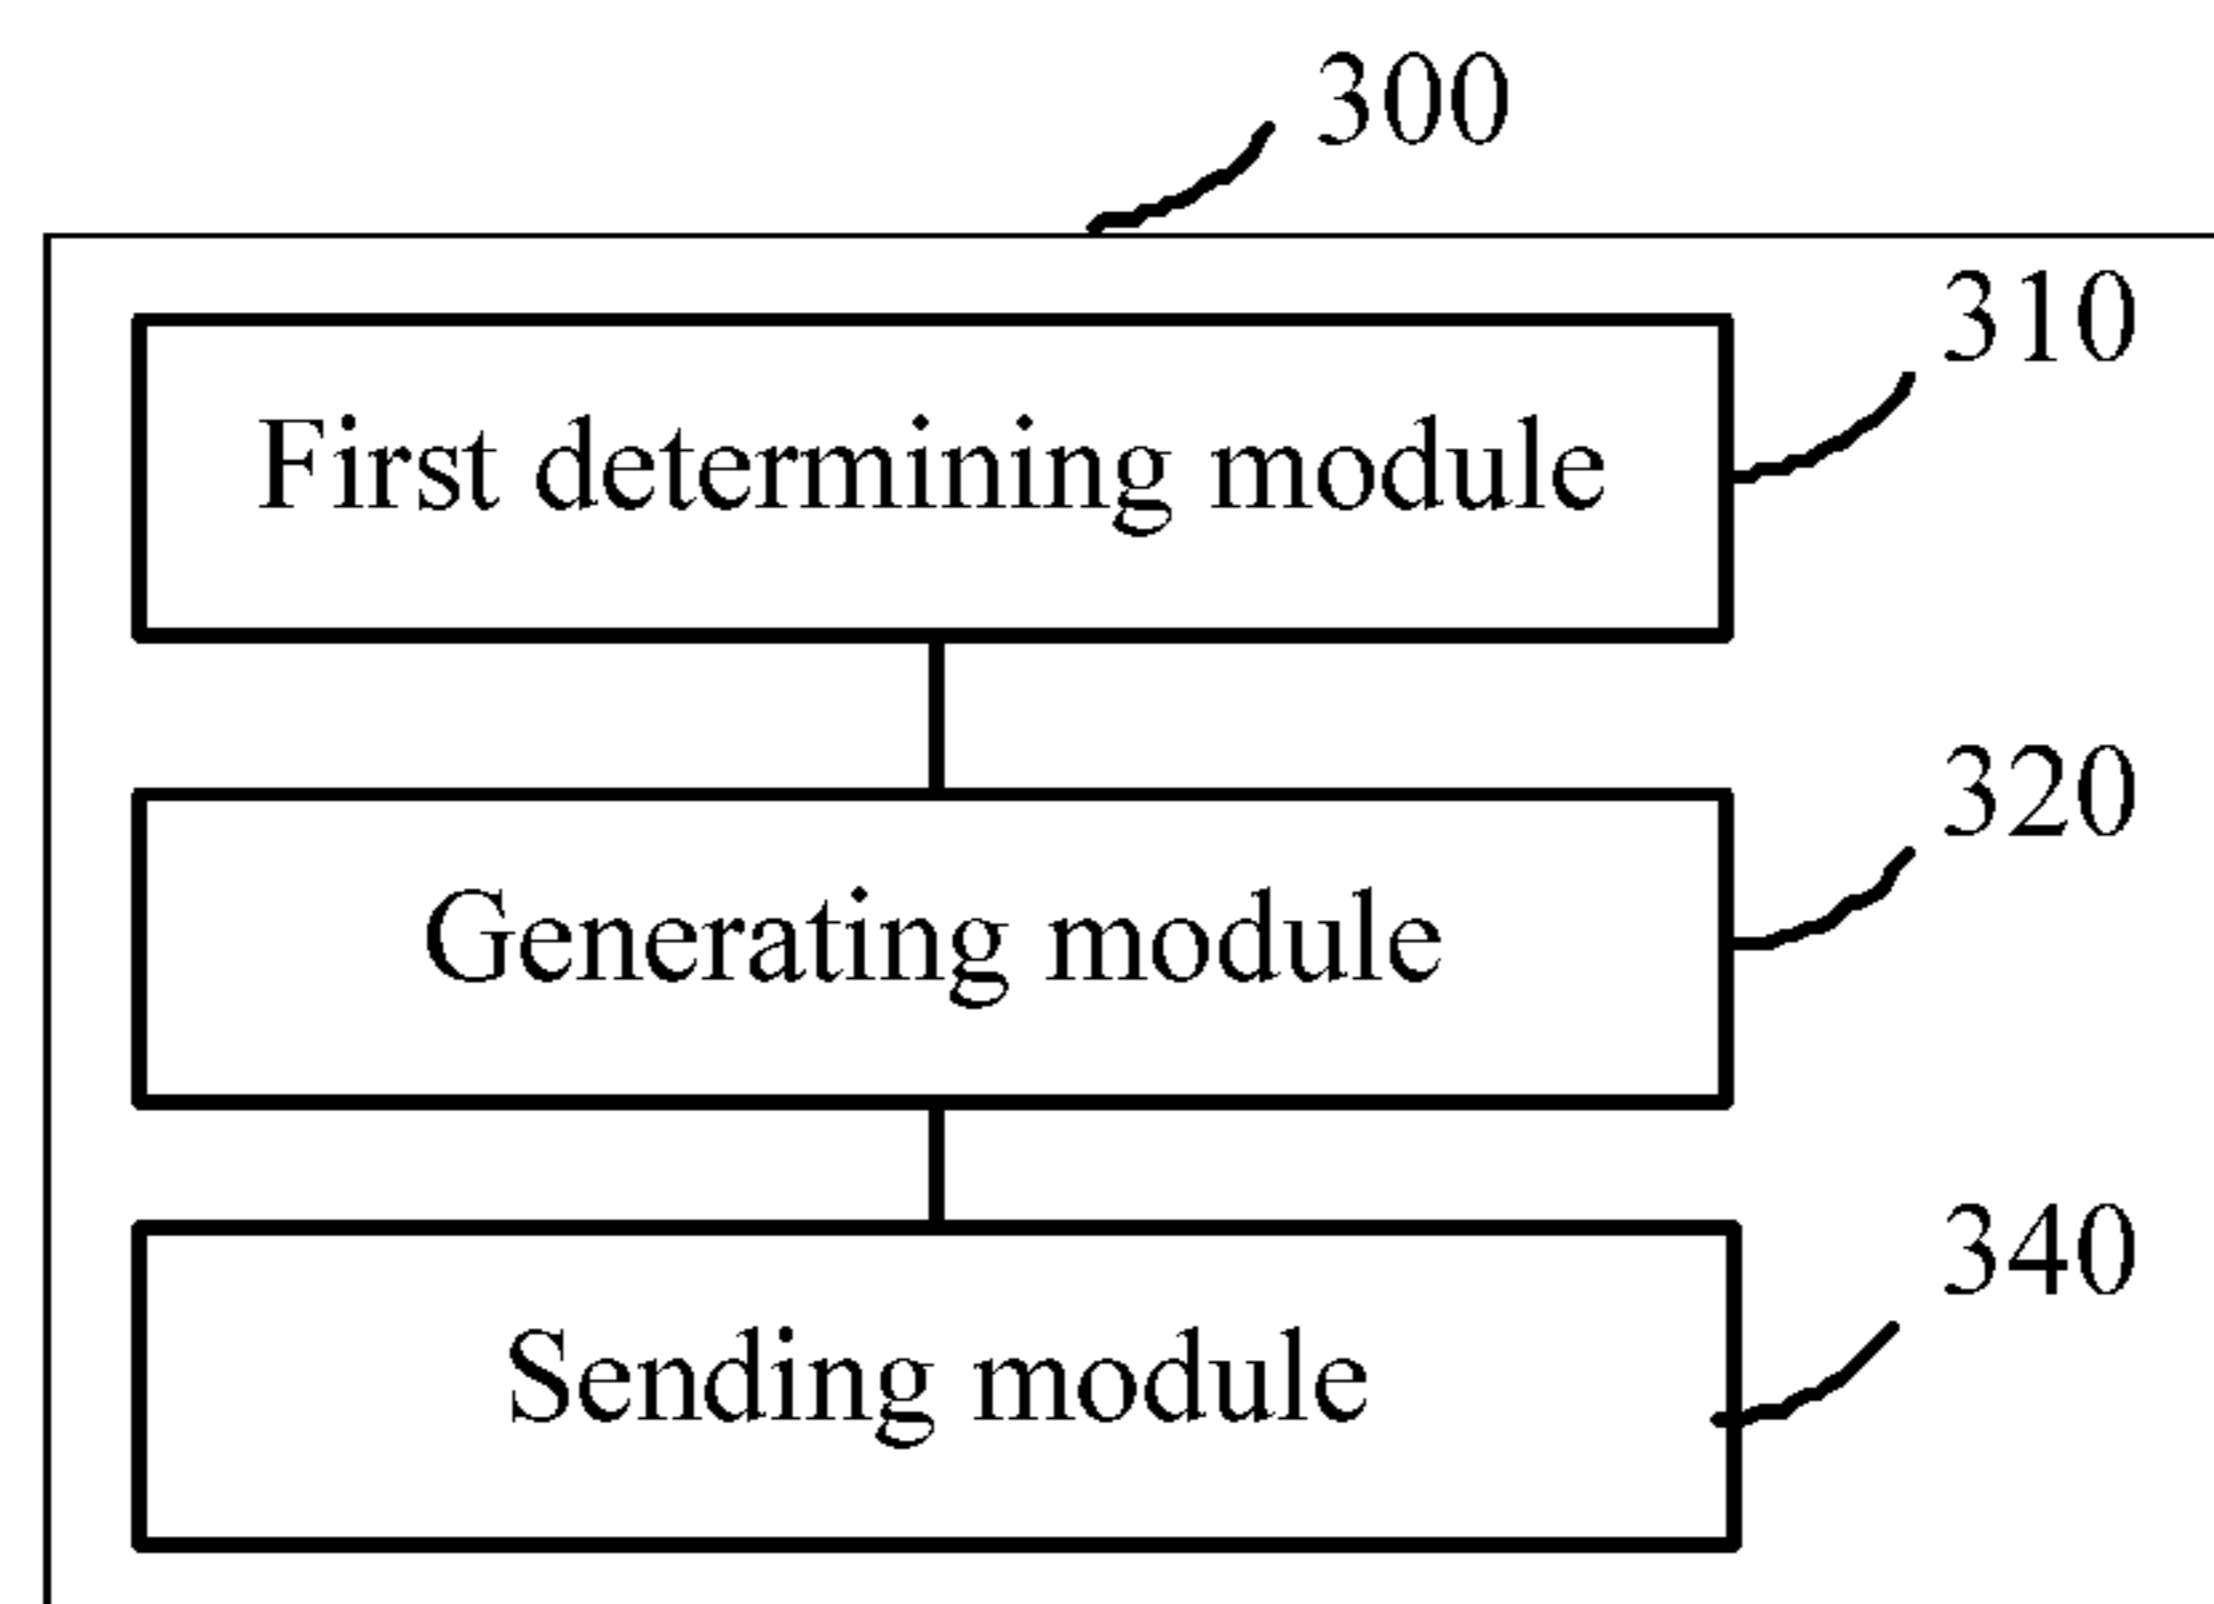 300
310
First determining module
320
Generating module
340
Sending module